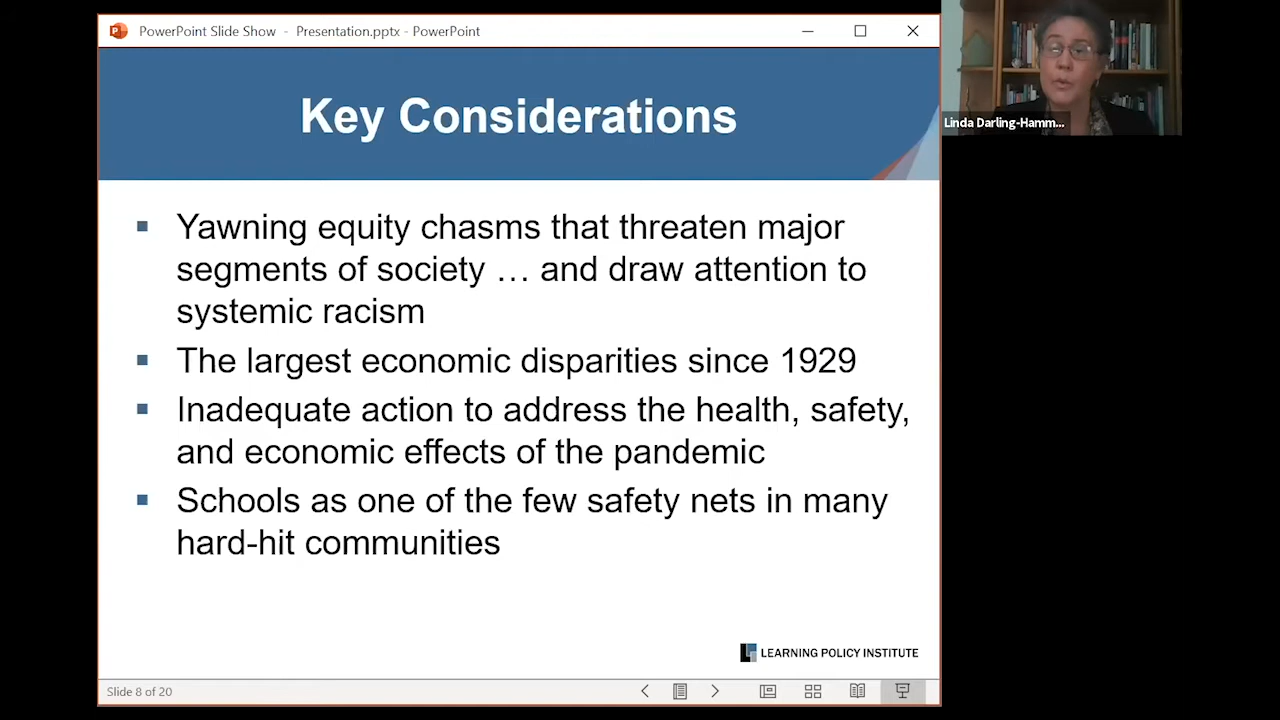 PowerPoint Slide Show - Presentation.pptx - PowerPoint
Key Considerations
Linda Darling-Hamm...
Yawning equity chasms that threaten major
segments of society … and draw attention to
systemic racism
The largest economic disparities since 1929
Inadequate action to address the health, safety,
and economic effects of the pandemic
Schools as one of the few safety nets in many
hard-hit communities
LEARNING POLICY INSTITUTE
Slide 8 of 20